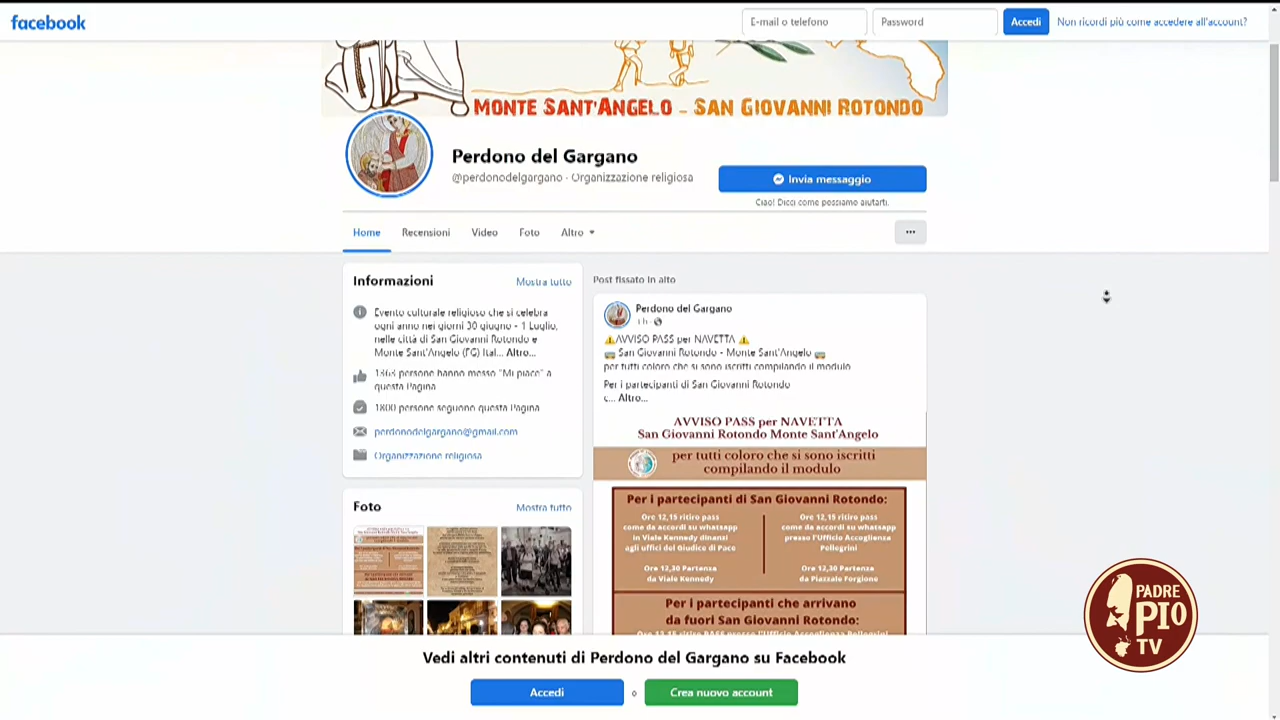 facebook
E-mail o telefono
Password
Accedi
Non ricordi più come accedere all'account?
MONTE SANT'ANGELO - SAN GIOVANNI ROTONDO
Perdono del Gargano
@perdonodelgargano · Organizzazione religiosa
Invia messaggio
Ciao! Dicci come possiamo aiutarti.
Home
Recensioni
Video
Foto
Altro
Informazioni
Mostra tutto
Evento culturale religioso che si celebra
ogni anno nei giorni 30 giugno - 1 Luglio,
nelle città di San Giovanni Rotondo e
Monte Sant'Angelo (FG) Ital... Altro...
persone hanno messo "Mi piace" a
questa Pagina
1800 persone seguono questa Pagina
perdonodelgargano@gmail.com
Organizzazione religiosa
Foto
Mostra tutto
Post fissato in alto
Perdono del Gargano
⚠️AVVISO PASS per NAVETTA ⚠️
San Giovanni Rotondo - Monte Sant'Angelo
per tutti coloro che si sono iscritti compilando il modulo
Per i partecipanti di San Giovanni Rotondo
c... Altro...
AVVISO PASS per NAVETTA
San Giovanni Rotondo Monte Sant'Angelo
per tutti coloro che si sono iscritti
compilando il modulo
Per i partecipanti di San Giovanni Rotondo:
Ore 12,15 ritiro pass
come da accordi su whatsapp
in Viale Kennedy dinansi
agli uffici del Giudice di Pace
Ore 12,30 Partenza
da Viale Kennedy
Ore 12,15 ritiro pass
come da accordi su whatsapp
presso l'Ufficio Accoglienza
Pellegrini
Ore 12,30 Partenza
da Piazzale Forgione
Per i partecipanti che arrivano
da fuori San Giovanni Rotondo:
Vedi altri contenuti di Perdono del Gargano su Facebook
Accedi
o
Crea nuovo account
PADRE
PIO
TV